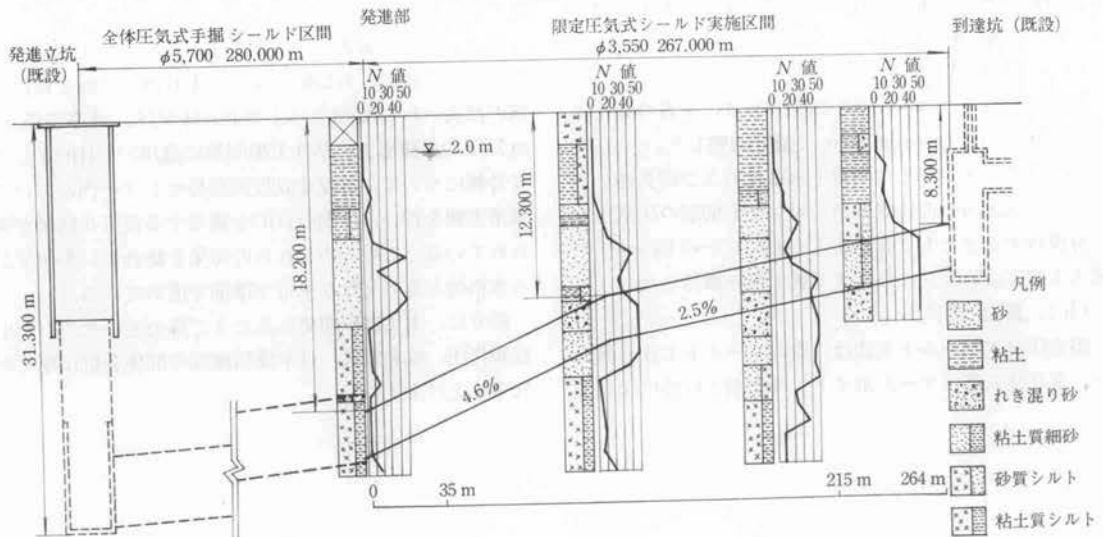 発進立坑
(既設)
全体圧気式手掘 シールド区間
φ5,700 280.000 m
発進部
限定圧気式シールド実施区間
φ3,550 267.000 m
到達坑 (既設)
N 値
10 30 50
0 20 40
N 値
10 30 50
0 20 40
N 値
10 30 50
0 20 40
N 値
10 30 50
0 20 40
2.0 m
31.300 m
18.200 m
12.300 m
8.300 m
4.6%
2.5%
0
35 m
215 m
264 m
凡例
砂
粘土
れき混り砂
粘土質細砂
砂質シルト
粘土質シルト